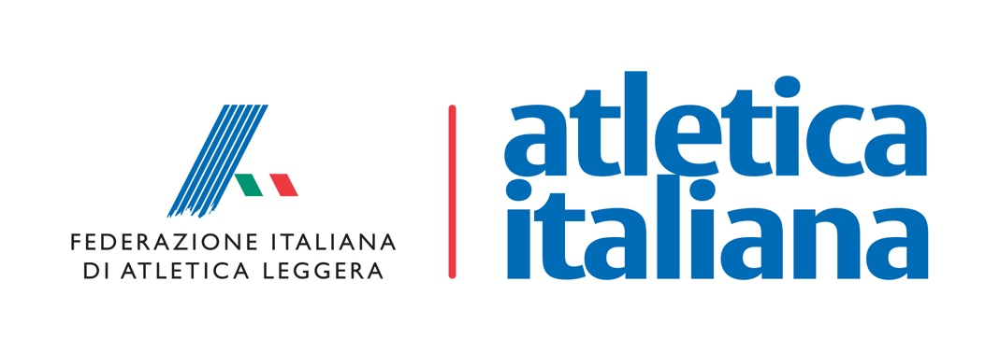 FEDERAZIONE ITALIANA
DI ATLETICA LEGGERA
atletica
italiana